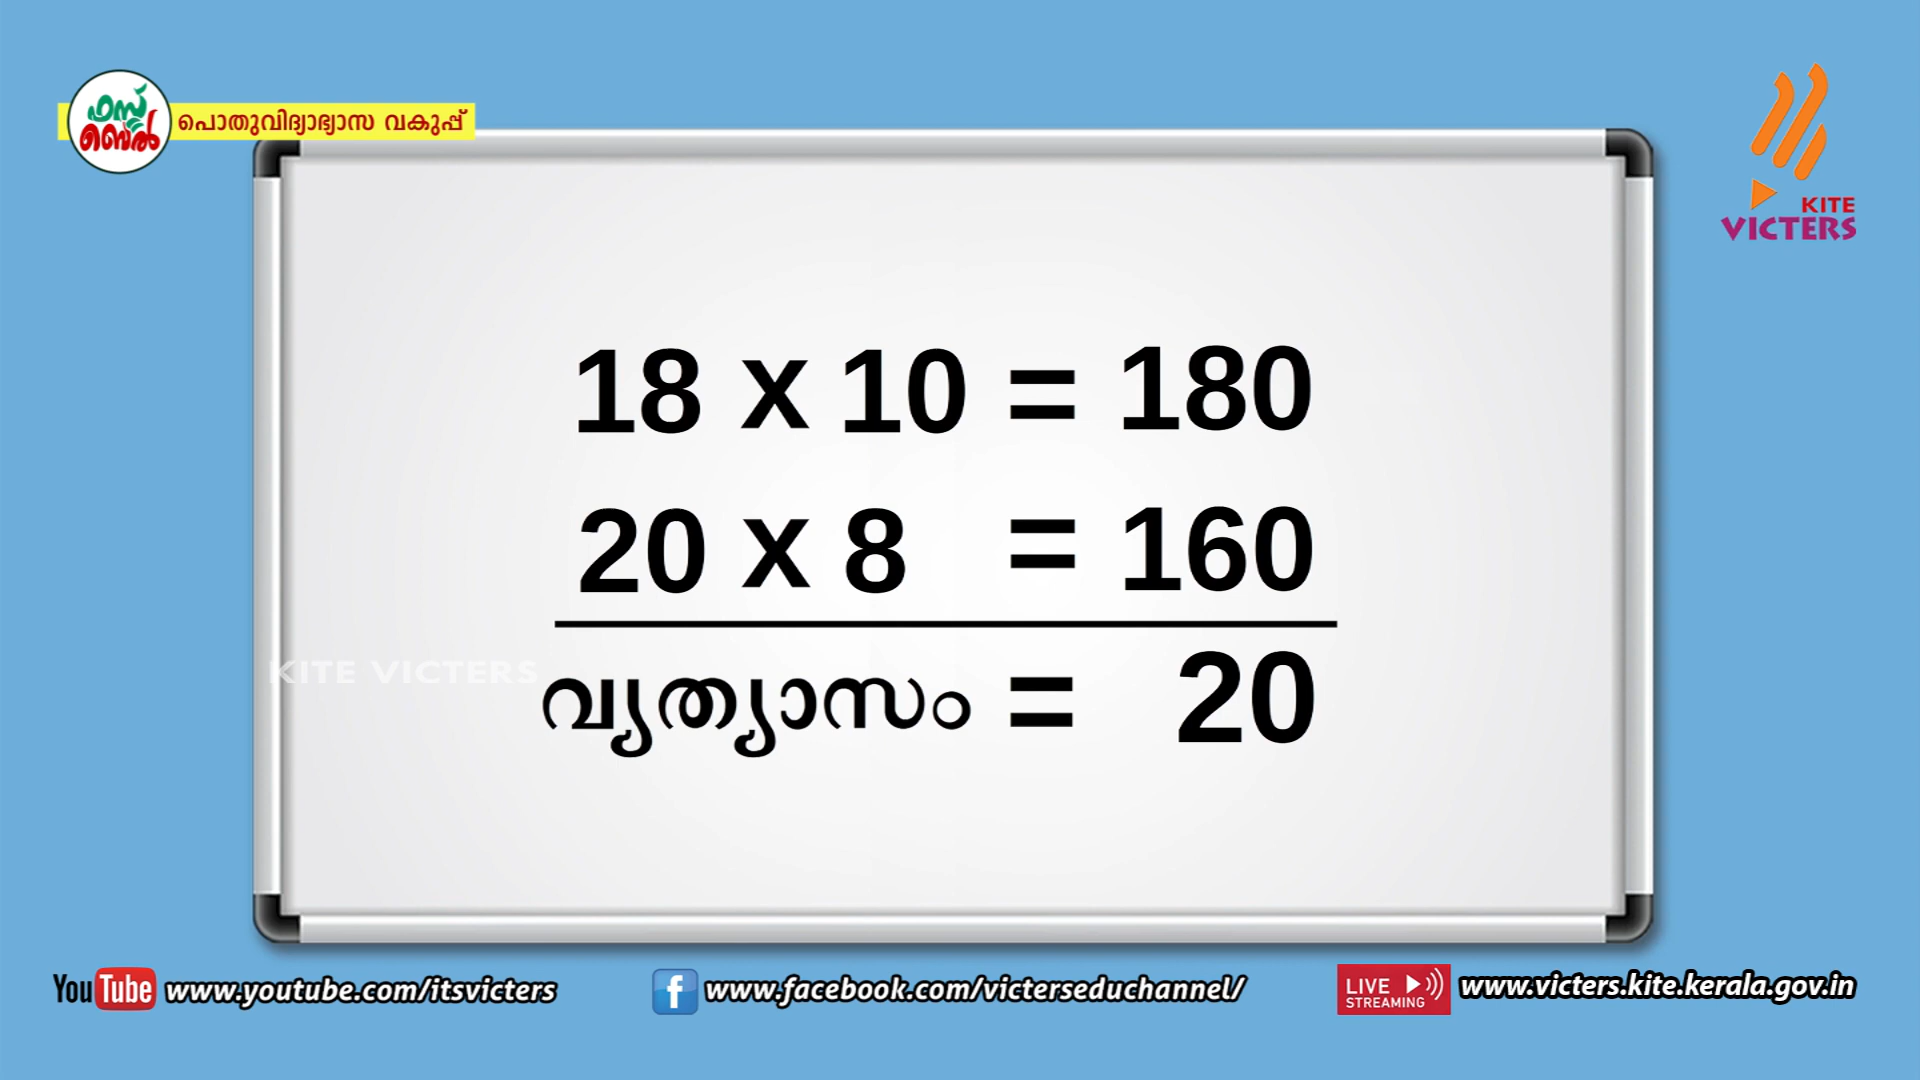 ഫസ്റ്റ്
ബെൽ
പൊതുവിദ്യാഭ്യാസ വകുപ്പ്
KITE
VICTERS
18 x 10 = 180
20 x 8 = 160
KITE VICTERS
വ്യത്യാസം = 20
YouTube www.youtube.com/itsvicters
f www.facebook.com/victerseduchannel/
LIVE
STREAMING
www.victers.kite.kerala.gov.in